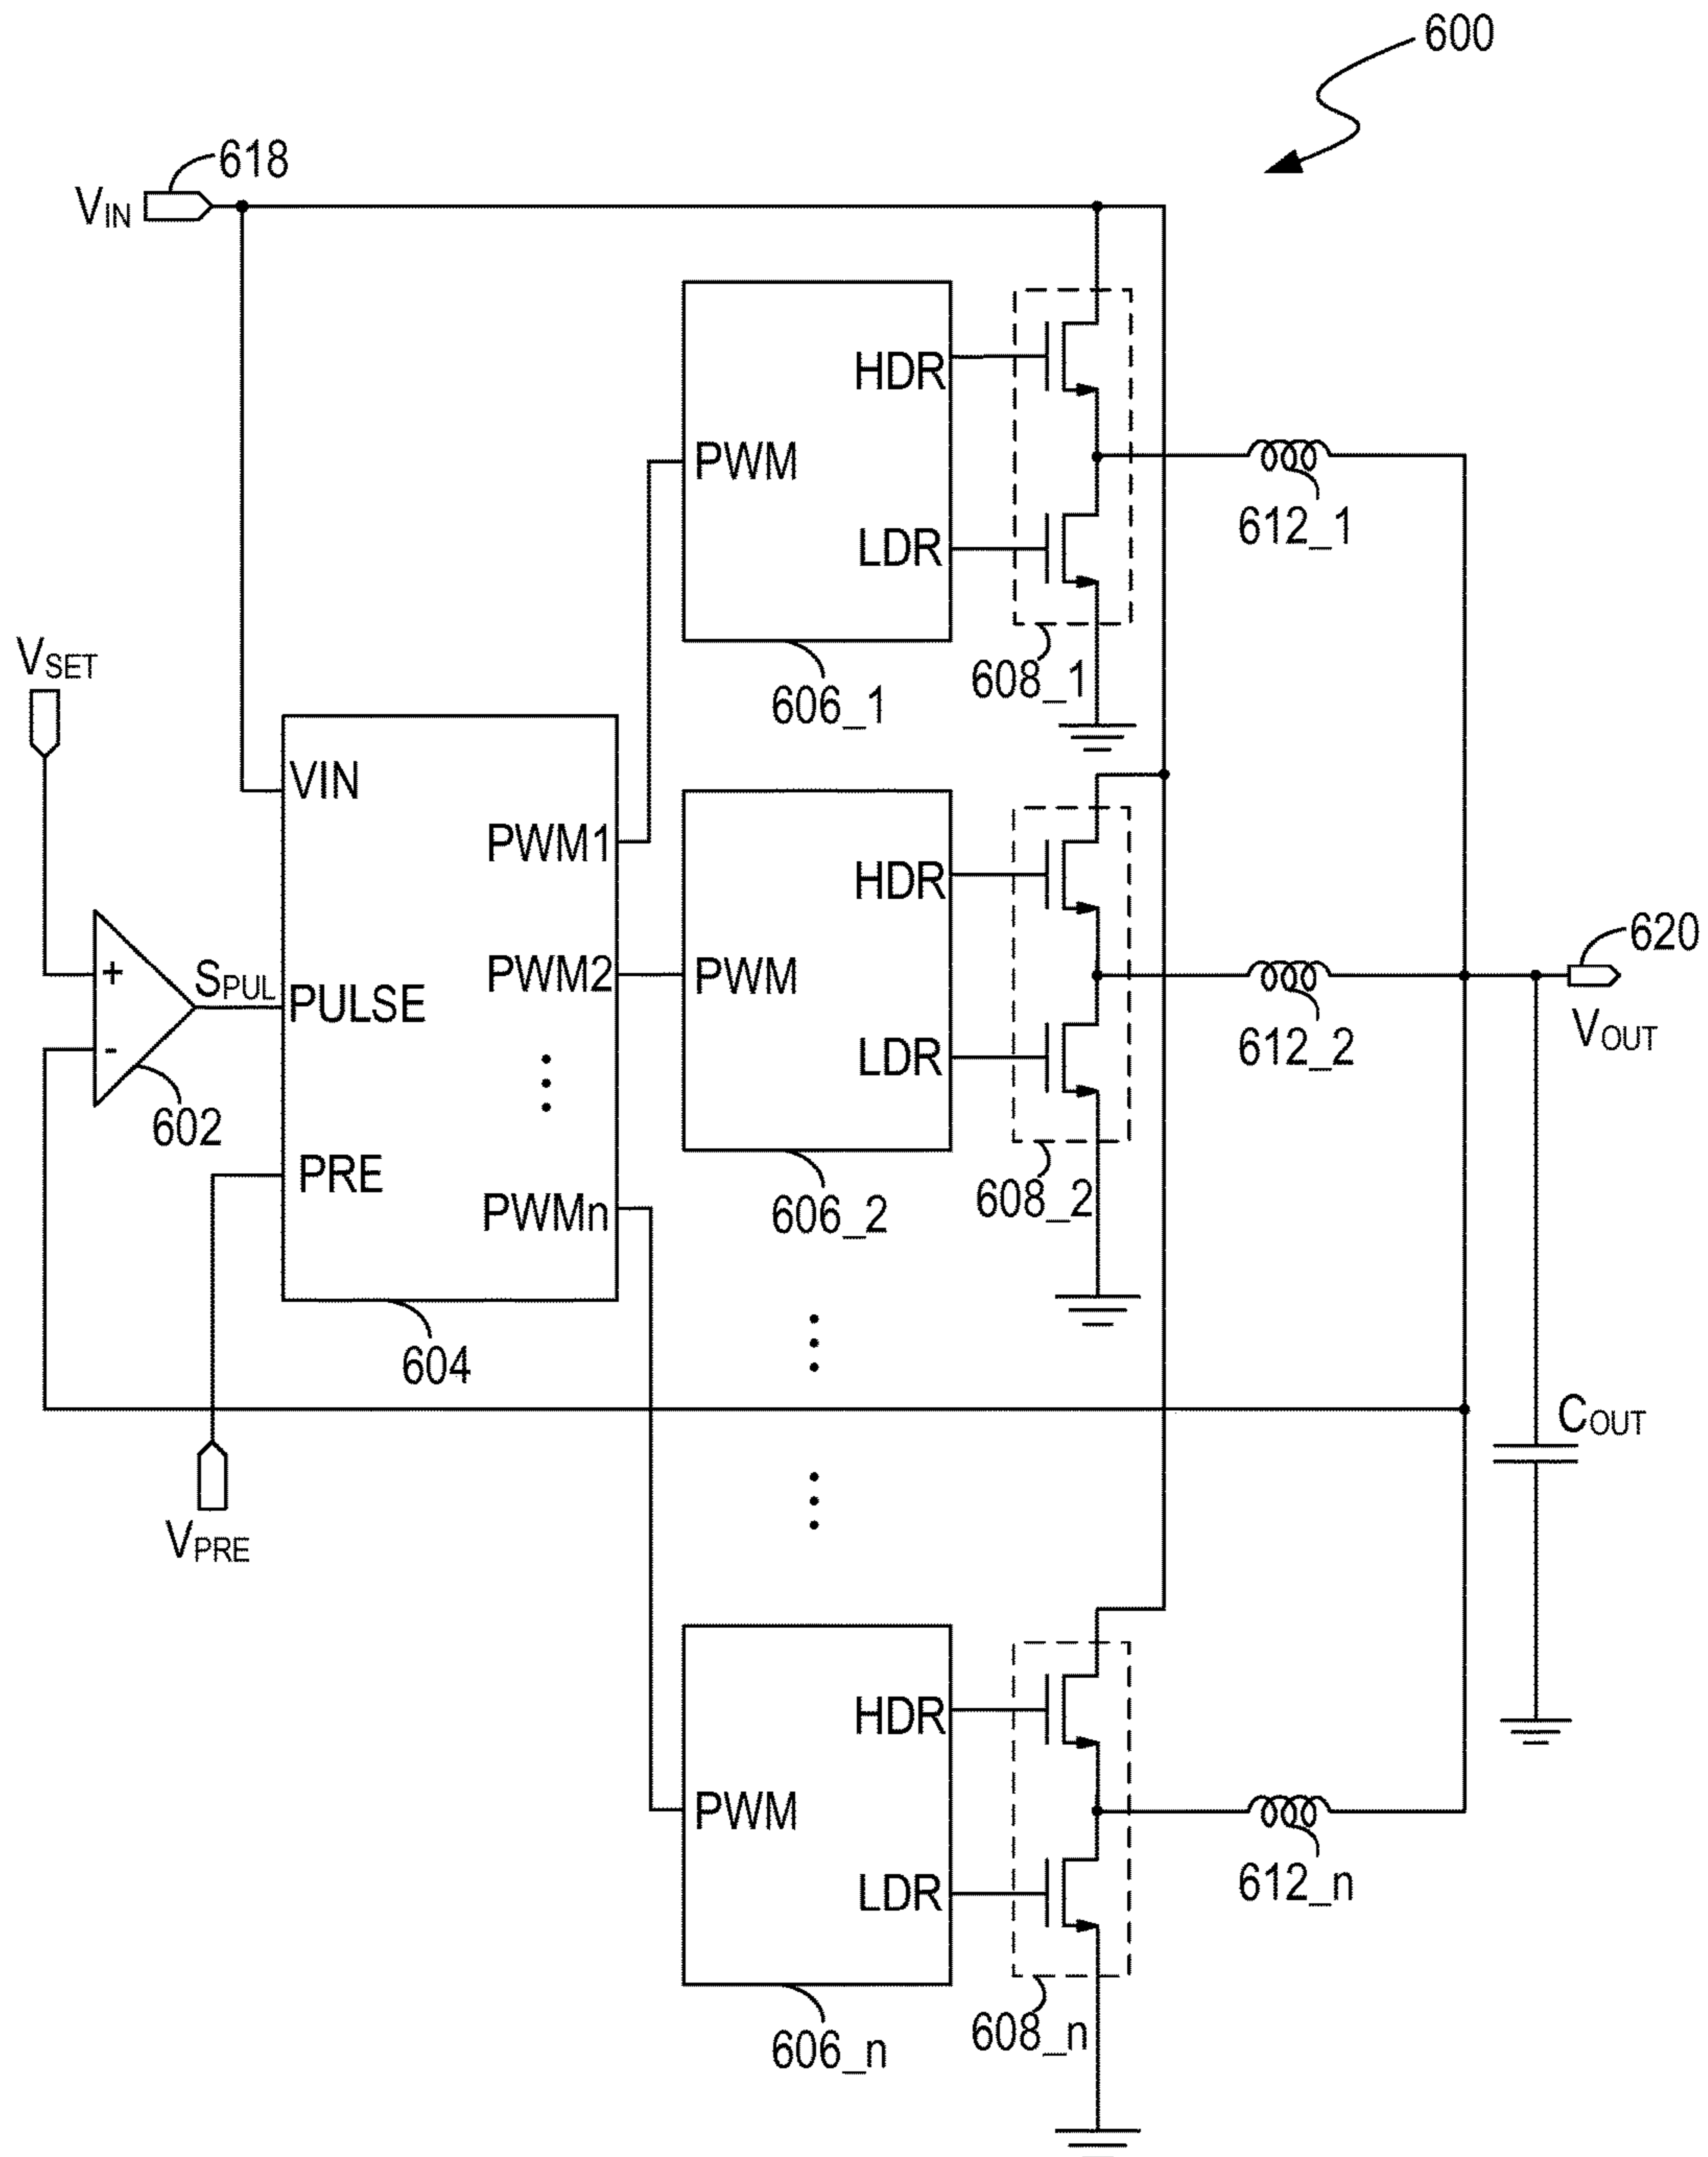 600
618
VIN
HDR
PWM
LDR
612_1
608_1
606_1
VSET
VIN
PWM1
HDR
620
+
SPUL
PWM2
PWM
PULSE
VOUT
612_2
-
LDR
602
PRE
608_2
606_2
PWMn
604
COUT
VPRE
HDR
PWM
LDR
612_n
608_n
606_n